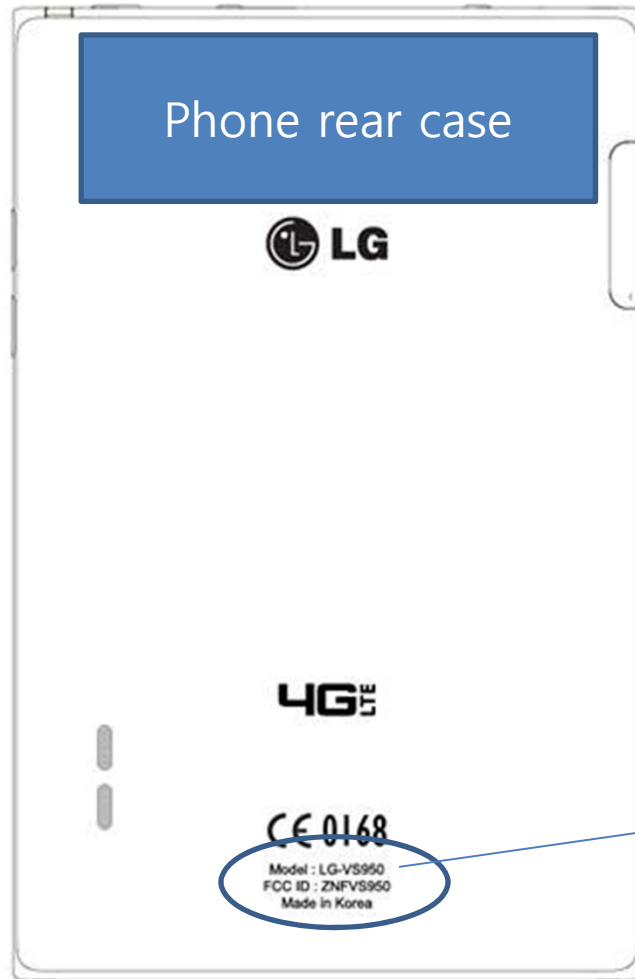 Phone rear case
LG
4G LTE
CE 0168
Model : LG-VS950
FCC ID : ZNFVS950
Made in Korea